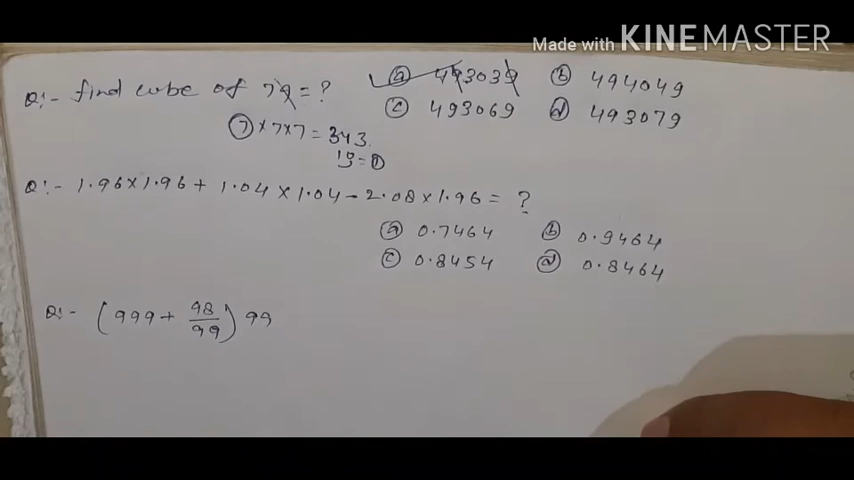 Made with KINEMASTER
Q:- find cube of 79 = ? (a) 493039 (b) 494049
(c) 493069 (d) 493079
7×7×7 = 343
Q:- 1.96×1.96 + 1.04×1.04 - 2.08×1.96 = ?
(a) 0.7464 (b) 0.9464
(c) 0.8454 (d) 0.8464
Q:- (999 + 98/99) 99